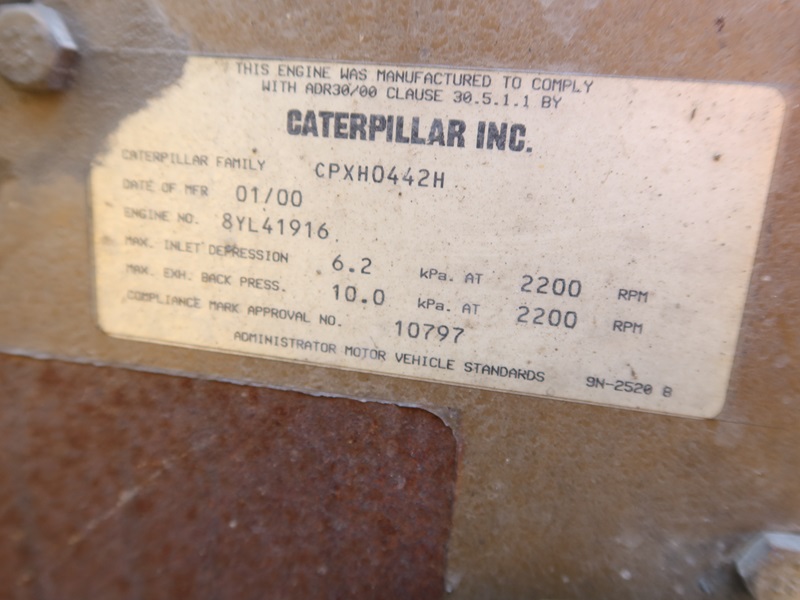 THIS ENGINE WAS MANUFACTURED TO COMPLY
WITH ADR30/00 CLAUSE 30.5.1.1 BY
CATERPILLAR INC.
CATERPILLAR FAMILY CPXH0442H
DATE OF MFR 01/00
ENGINE NO. 8YL41916
MAX. INLET DEPRESSION 6.2 kPa. AT 2200 RPM
MAX. EXH. BACK PRESS. 10.0 kPa. AT 2200 RPM
COMPLIANCE MARK APPROVAL NO. 10797
ADMINISTRATOR MOTOR VEHICLE STANDARDS 9N-2520 B